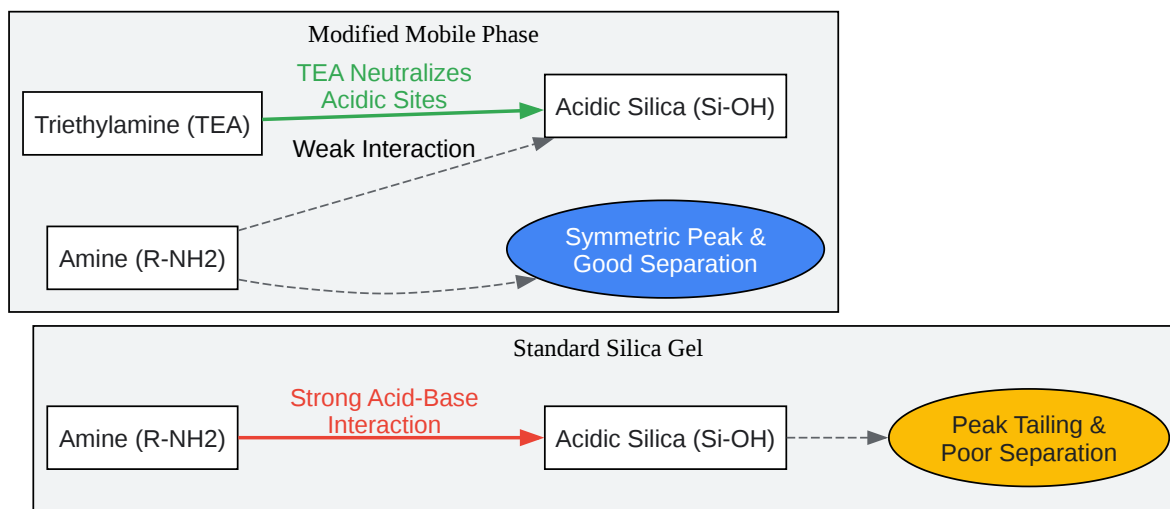 Modified Mobile Phase
TEA Neutralizes
Acidic Sites
Triethylamine (TEA)
Acidic Silica (Si-OH)
Weak Interaction
Amine (R-NH2)
Symmetric Peak &
Good Separation
Standard Silica Gel
Strong Acid-Base
Interaction
Amine (R-NH2)
Acidic Silica (Si-OH)
Peak Tailing &
Poor Separation